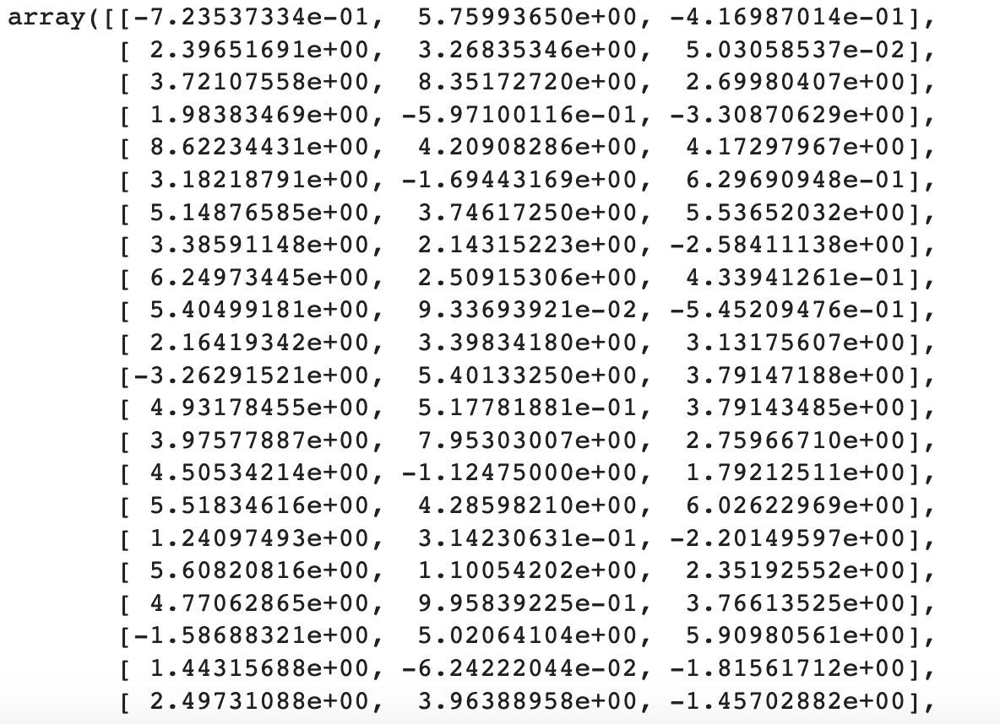 array([[-7.23537334e-01,  5.75993650e+00, -4.16987014e-01],
       [ 2.39651691e+00,  3.26835346e+00,  5.03058537e-02],
       [ 3.72107558e+00,  8.35172720e+00,  2.69980407e+00],
       [ 1.98383469e+00, -5.97100116e-01, -3.30870629e+00],
       [ 8.62234431e+00,  4.20908286e+00,  4.17297967e+00],
       [ 3.18218791e+00, -1.69443169e+00,  6.29690948e-01],
       [ 5.14876585e+00,  3.74617250e+00,  5.53652032e+00],
       [ 3.38591148e+00,  2.14315223e+00, -2.58411138e+00],
       [ 6.24973445e+00,  2.50915306e+00,  4.33941261e-01],
       [ 5.40499181e+00,  9.33693921e-02, -5.45209476e-01],
       [ 2.16419342e+00,  3.39834180e+00,  3.13175607e+00],
       [-3.26291521e+00,  5.40133250e+00,  3.79147188e+00],
       [ 4.93178455e+00,  5.17781881e-01,  3.79143485e+00],
       [ 3.97577887e+00,  7.95303007e+00,  2.75966710e+00],
       [ 4.50534214e+00, -1.12475000e+00,  1.79212511e+00],
       [ 5.51834616e+00,  4.28598210e+00,  6.02622969e+00],
       [ 1.24097493e+00,  3.14230631e-01, -2.20149597e+00],
       [ 5.60820816e+00,  1.10054202e+00,  2.35192552e+00],
       [ 4.77062865e+00,  9.95839225e-01,  3.76613525e+00],
       [-1.58688321e+00,  5.02064104e+00,  5.90980561e+00],
       [ 1.44315688e+00, -6.24222044e-02, -1.81561712e+00],
       [ 2.49731088e+00,  3.96388958e+00, -1.45702882e+00],